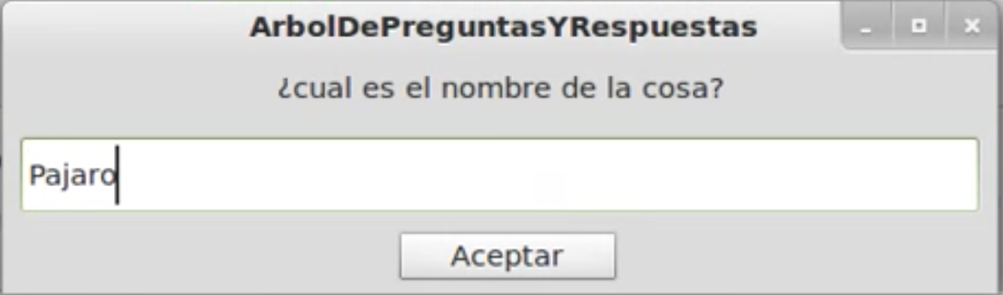 ArbolDePreguntasYRespuestas
¿cual es el nombre de la cosa?
Pajaro
Aceptar